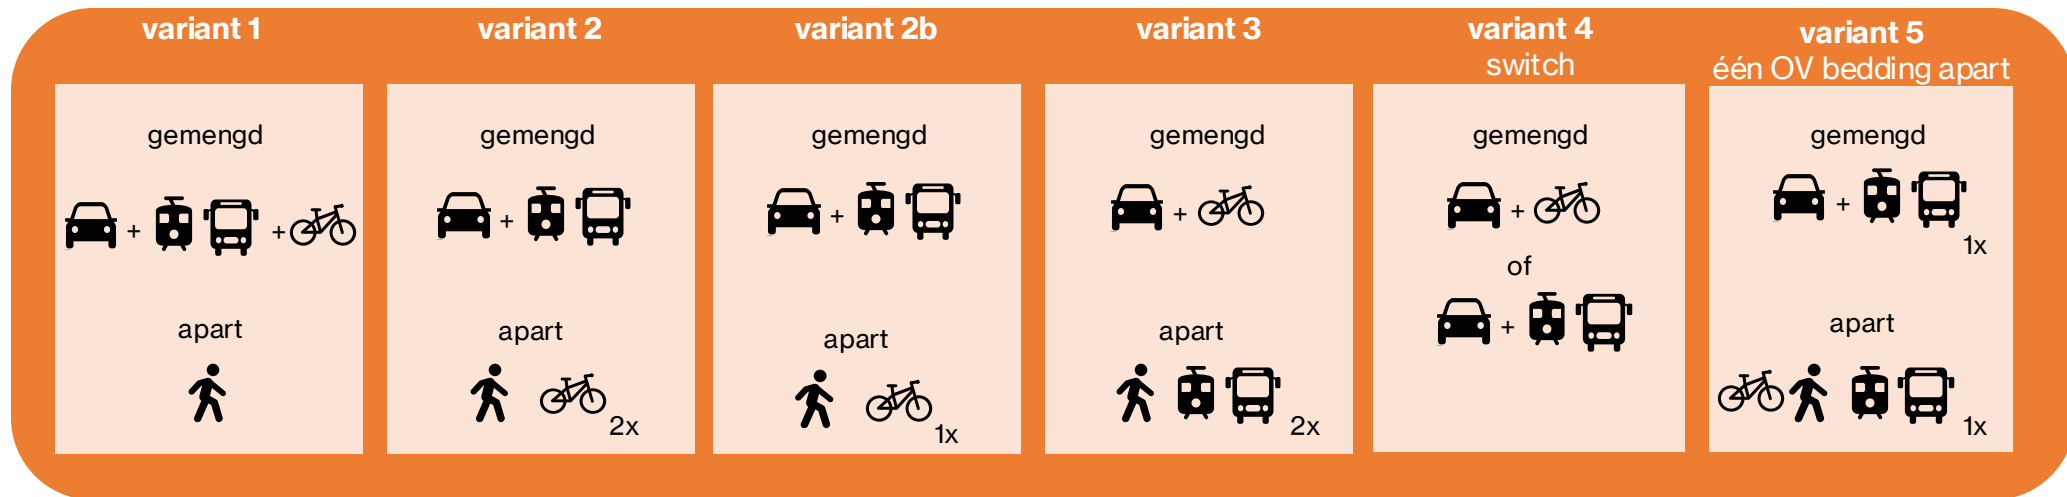 variant 1
gemengd
+ +
apart
variant 2
gemengd
+
apart
2x
variant 2b
gemengd
+
apart
1x
variant 3
gemengd
+
apart
2x
variant 4
switch
gemengd
+
of
+
variant 5
één OV bedding apart
gemengd
+
1x
apart
1x